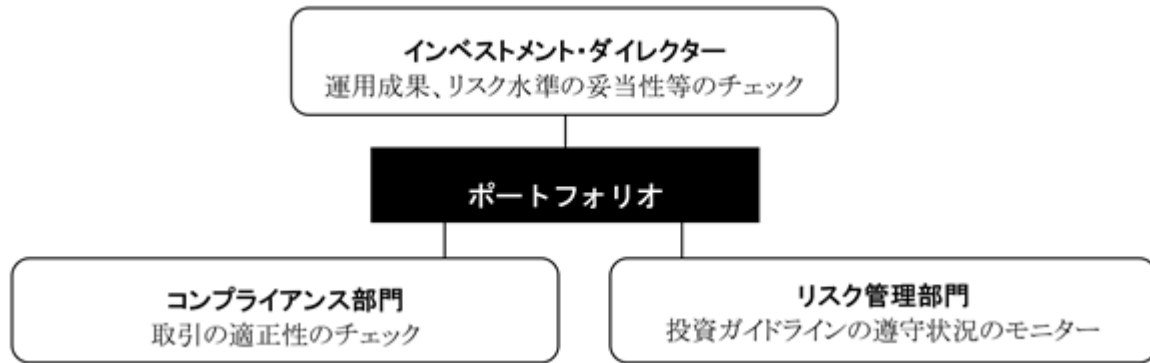 インベストメント・ダイレクター
運用成果、リスク水準の妥当性等のチェック
ポートフォリオ
コンプライアンス部門
取引の適正性のチェック
リスク管理部門
投資ガイドラインの遵守状況のモニター